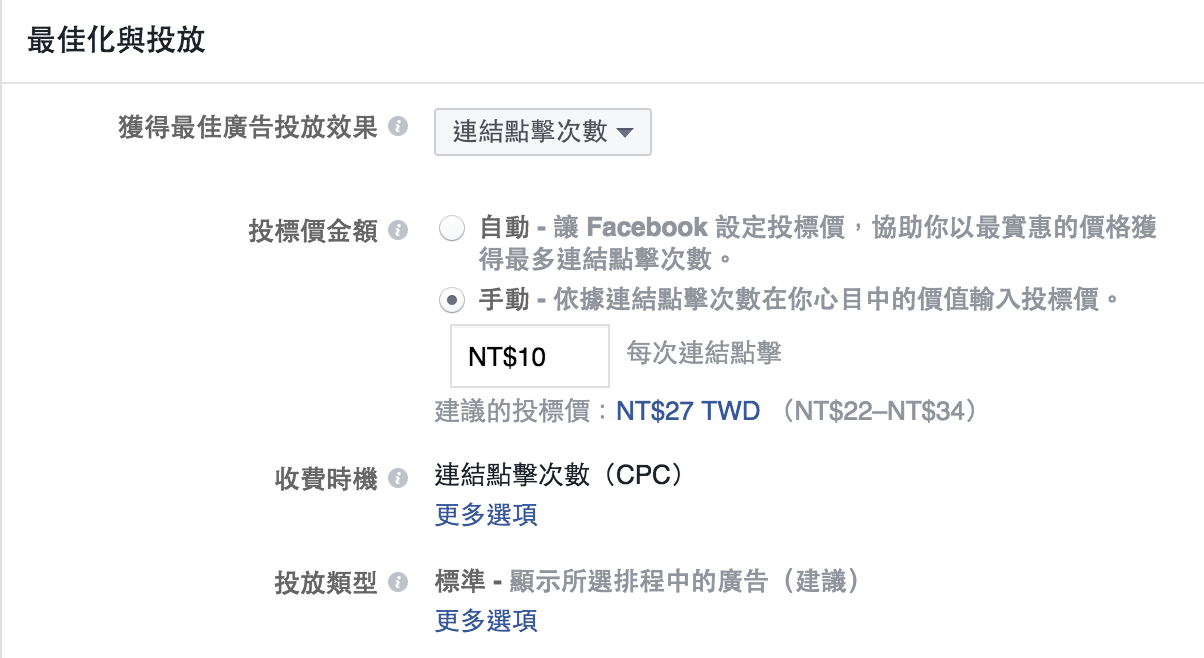 最佳化與投放
獲得最佳廣告投放效果 連結點擊次數
投標價金額 自動 - 讓 Facebook 設定投標價，協助你以最實惠的價格獲
得最多連結點擊次數。
手動 - 依據連結點擊次數在你心目中的價值輸入投標價。
NT$10 每次連結點擊
建議的投標價：NT$27 TWD （NT$22–NT$34）
收費時機 連結點擊次數（CPC）
更多選項
投放類型 標準 - 顯示所選排程中的廣告（建議）
更多選項